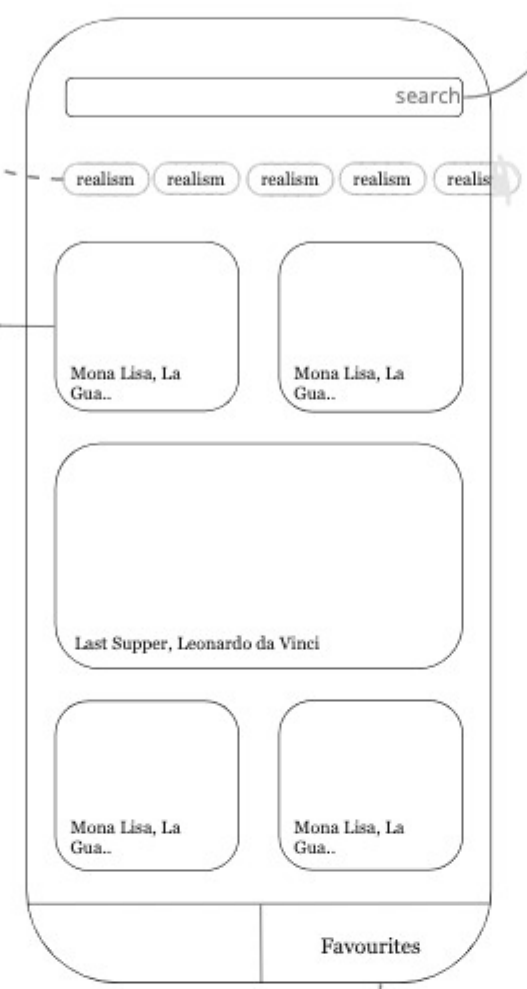 search
realism realism realism realism realis
Mona Lisa, La
Gua..
Mona Lisa, La
Gua..
Last Supper, Leonardo da Vinci
Mona Lisa, La
Gua..
Mona Lisa, La
Gua..
Favourites